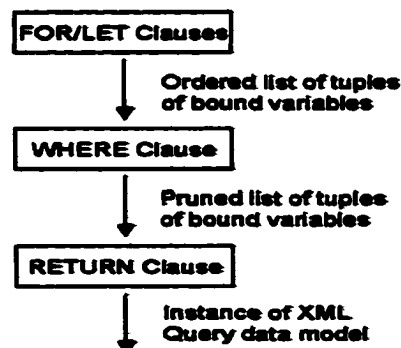 FOR/LET Clauses
Ordered list of tuples
of bound variables
WHERE Clause
Pruned list of tuples
of bound variables
RETURN Clause
Instance of XML
Query data model